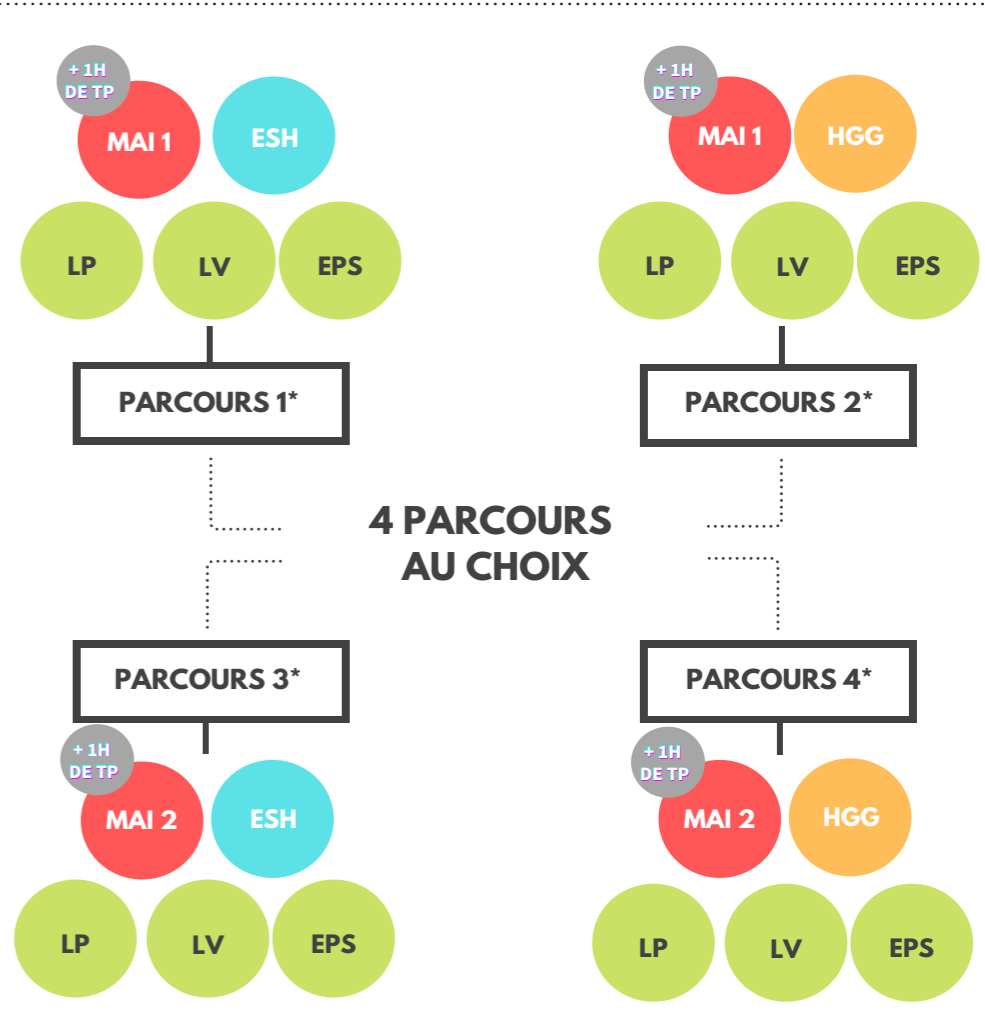 + 1H
DE TP
MAI 1
ESH
LP
LV
EPS
PARCOURS 1*
+ 1H
DE TP
MAI 1
HGG
LP
LV
EPS
PARCOURS 2*
4 PARCOURS
AU CHOIX
PARCOURS 3*
+ 1H
DE TP
MAI 2
ESH
LP
LV
EPS
PARCOURS 4*
+ 1H
DE TP
MAI 2
HGG
LP
LV
EPS